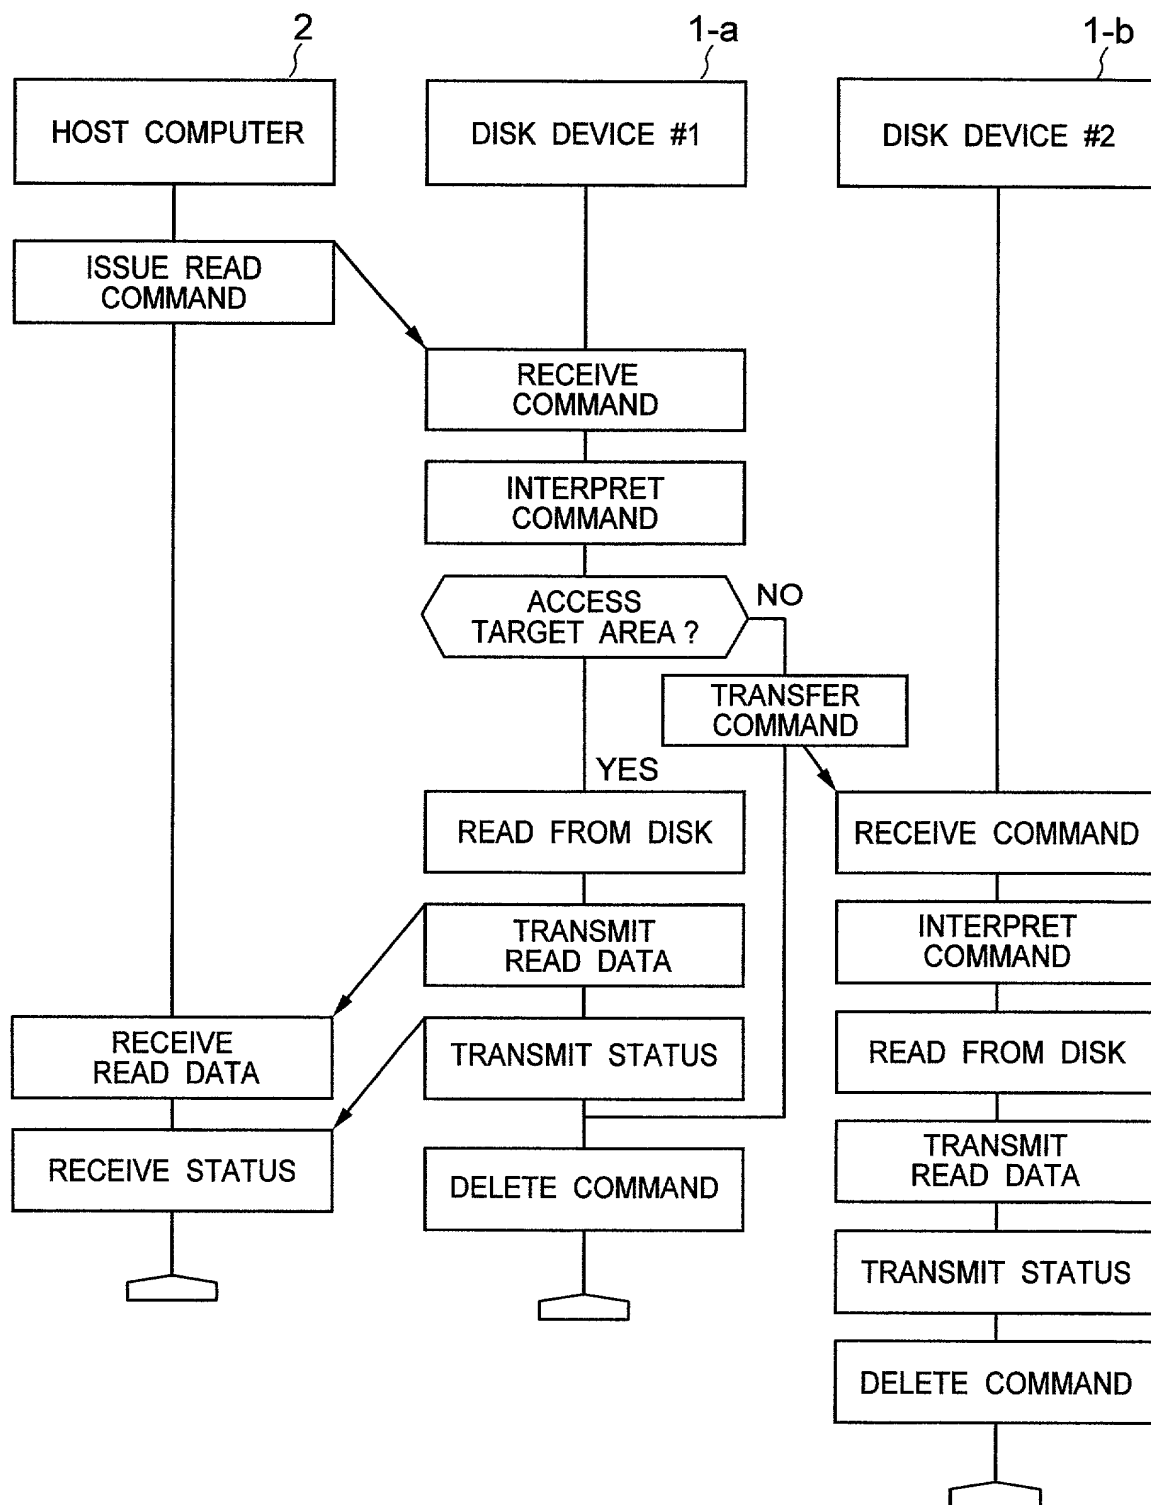 2
1-a
1-b
HOST COMPUTER
DISK DEVICE #1
DISK DEVICE #2
ISSUE READ
COMMAND
RECEIVE
COMMAND
INTERPRET
COMMAND
ACCESS
TARGET AREA ?
NO
TRANSFER
COMMAND
YES
READ FROM DISK
RECEIVE COMMAND
TRANSMIT
READ DATA
INTERPRET
COMMAND
RECEIVE
READ DATA
TRANSMIT STATUS
READ FROM DISK
RECEIVE STATUS
DELETE COMMAND
TRANSMIT
READ DATA
TRANSMIT STATUS
DELETE COMMAND